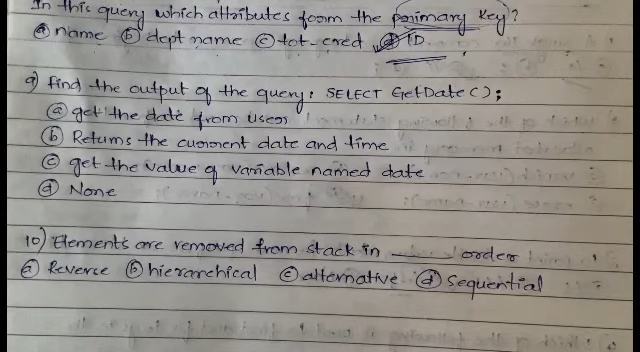 In this query which attributes form the primary Key?
ⓐ name ⓑ dept name ⓒ tot-cred ⓓ ID
9) find the output of the query: SELECT GetDate();
ⓐ get the date from user
ⓑ Returns the current date and time
ⓒ get the value of variable named date
ⓓ None
10) Elements are removed from stack in ——— order
ⓐ Reverse ⓑ hierarchical ⓒ alternative ⓓ Sequential